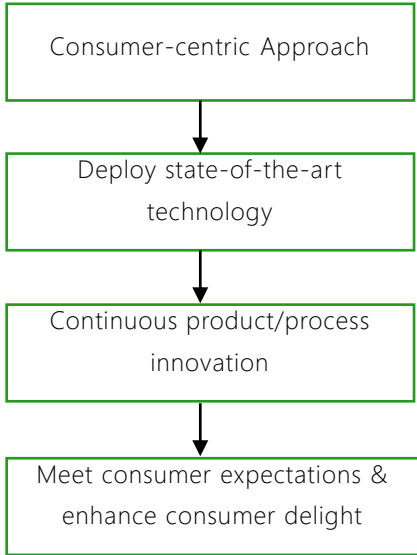 Consumer-centric Approach
Deploy state-of-the-art
technology
Continuous product/process
innovation
Meet consumer expectations &
enhance consumer delight